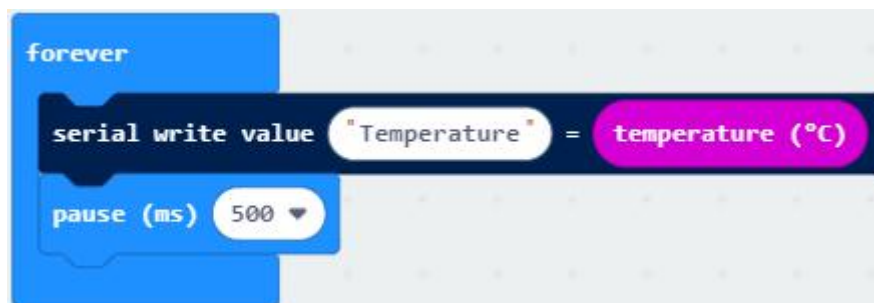 forever
serial write value "Temperature" = temperature (°C)
pause (ms) 500